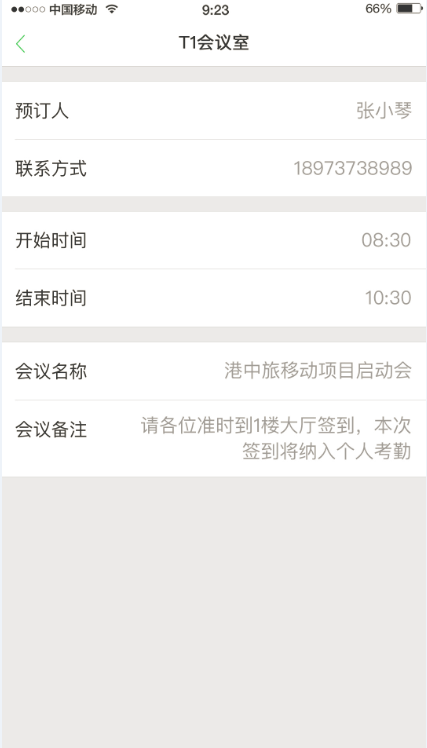 中国移动 9:23 66%
T1会议室
预订人 张小琴
联系方式 18973738989
开始时间 08:30
结束时间 10:30
会议名称 港中旅移动项目启动会
会议备注 请各位准时到1楼大厅签到，本次
签到将纳入个人考勤